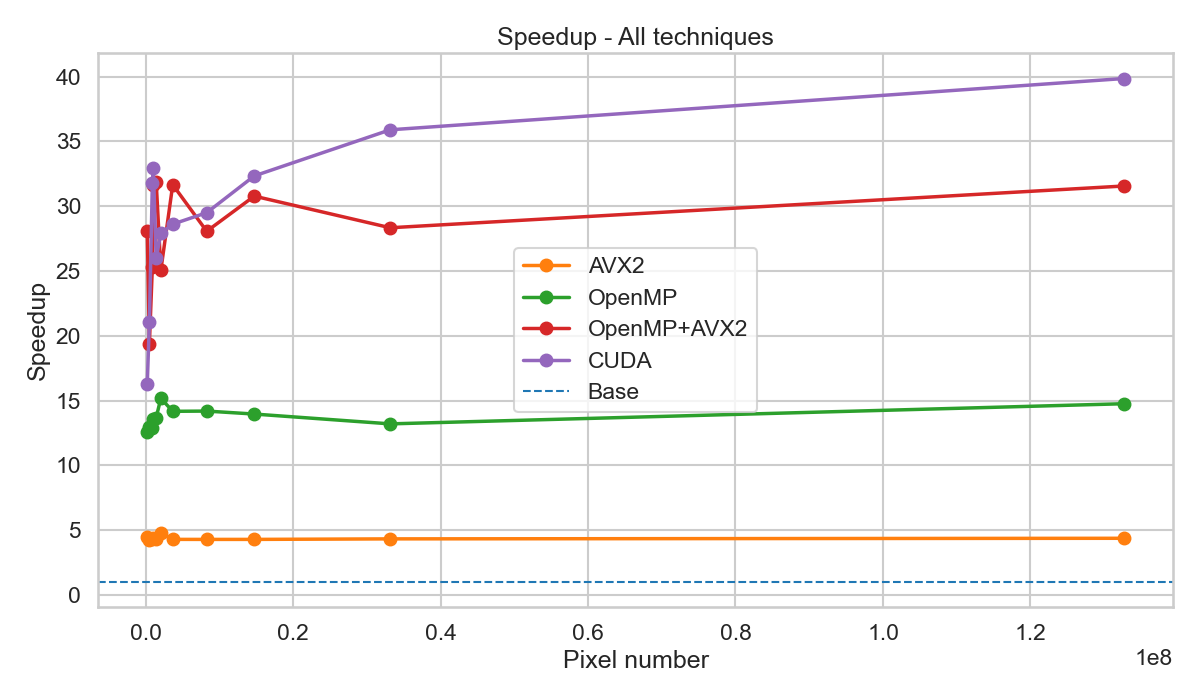 Speedup - All techniques
40
35
30
25
20
15
10
5
0
Speedup
AVX2
OpenMP
OpenMP+AVX2
CUDA
Base
0.0 0.2 0.4 0.6 0.8 1.0 1.2
1e8
Pixel number